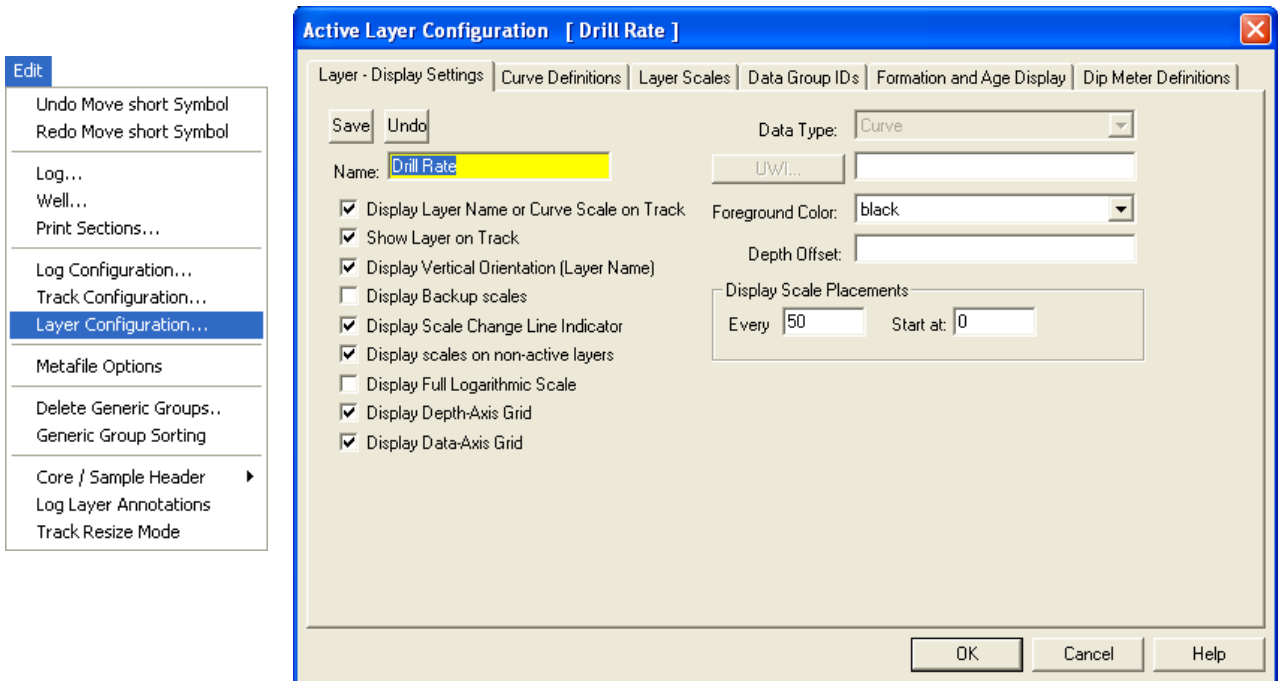 Edit
Undo Move short Symbol
Redo Move short Symbol
Log...
Well...
Print Sections...
Log Configuration...
Track Configuration...
Layer Configuration...
Metafile Options
Delete Generic Groups..
Generic Group Sorting
Core / Sample Header
Log Layer Annotations
Track Resize Mode
Active Layer Configuration [ Drill Rate ]
Layer - Display Settings Curve Definitions Layer Scales Data Group IDs Formation and Age Display Dip Meter Definitions
Save Undo
Name: Drill Rate
Display Layer Name or Curve Scale on Track
Show Layer on Track
Display Vertical Orientation (Layer Name)
Display Backup scales
Display Scale Change Line Indicator
Display scales on non-active layers
Display Full Logarithmic Scale
Display Depth-Axis Grid
Display Data-Axis Grid
Data Type: Curve
UWI...
Foreground Color: black
Depth Offset:
Display Scale Placements
Every 50 Start at: 0
OK Cancel Help